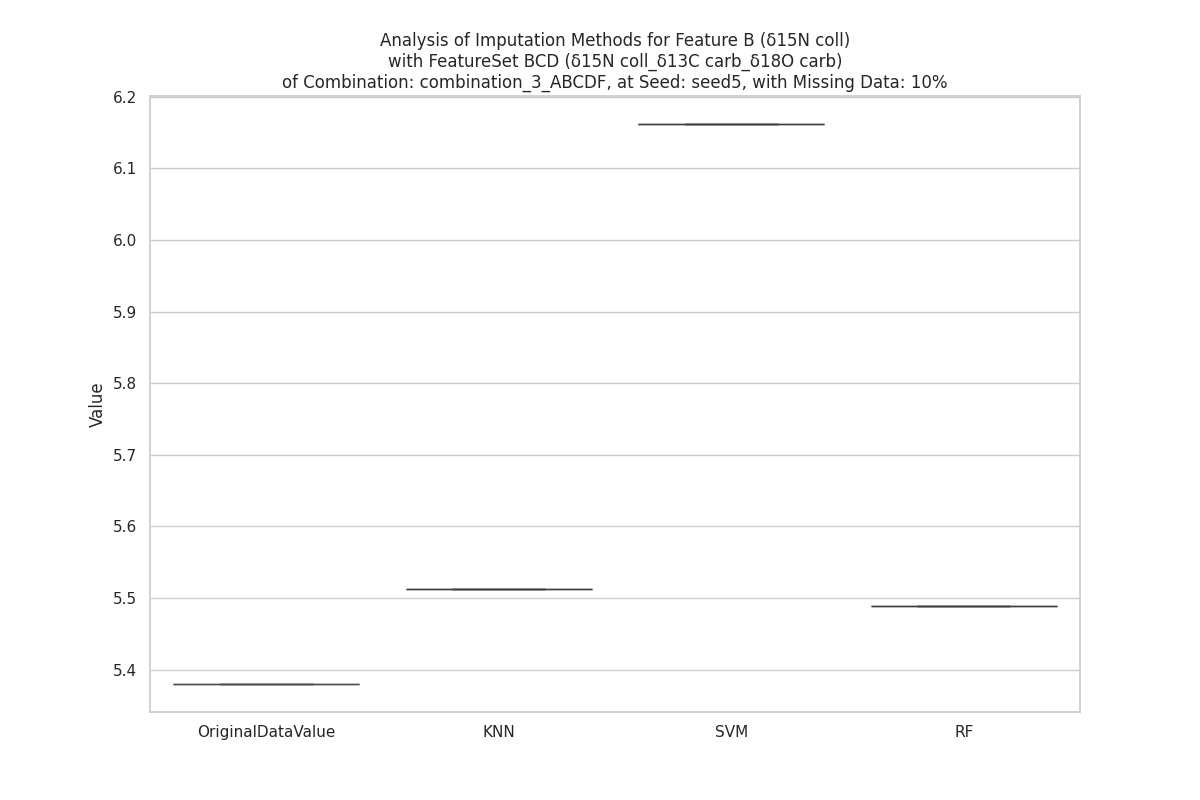 Analysis of Imputation Methods for Feature B (δ15N coll)
with FeatureSet BCD (δ15N coll_δ13C carb_δ18O carb)
of Combination: combination_3_ABCDF, at Seed: seed5, with Missing Data: 10%
6.2
6.1
6.0
5.9
5.8
5.7
5.6
5.5
5.4
Value
OriginalDataValue
KNN
SVM
RF